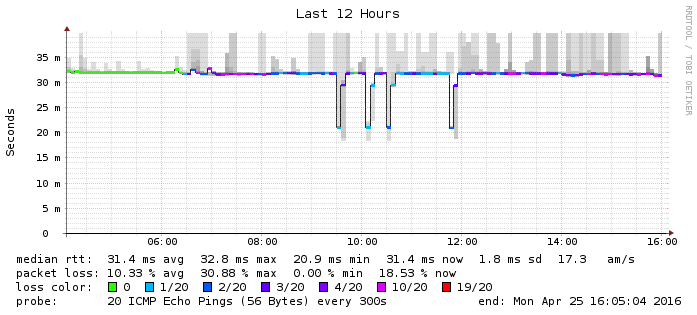 Last 12 Hours
RRDTOOL / TOBI OETIKER
Seconds
35 m
30 m
25 m
20 m
15 m
10 m
5 m
0
06:00 08:00 10:00 12:00 14:00 16:00
median rtt: 31.4 ms avg 32.8 ms max 20.9 ms min 31.4 ms now 1.8 ms sd 17.3 am/s
packet loss: 10.33 % avg 30.88 % max 0.00 % min 18.53 % now
loss color: 0 1/20 2/20 3/20 4/20 10/20 19/20
probe: 20 ICMP Echo Pings (56 Bytes) every 300s end: Mon Apr 25 16:05:04 2016